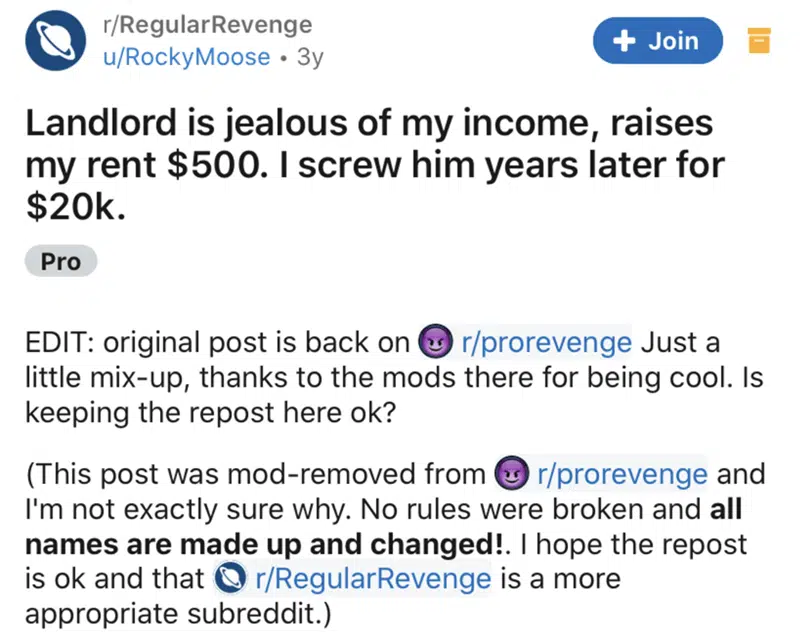 r/RegularRevenge
u/RockyMoose • 3y
+ Join
Landlord is jealous of my income, raises
my rent $500. I screw him years later for
$20k.
Pro
EDIT: original post is back on r/prorevenge Just a
little mix-up, thanks to the mods there for being cool. Is
keeping the repost here ok?
(This post was mod-removed from r/prorevenge and
I'm not exactly sure why. No rules were broken and all
names are made up and changed!. I hope the repost
is ok and that r/RegularRevenge is a more
appropriate subreddit.)